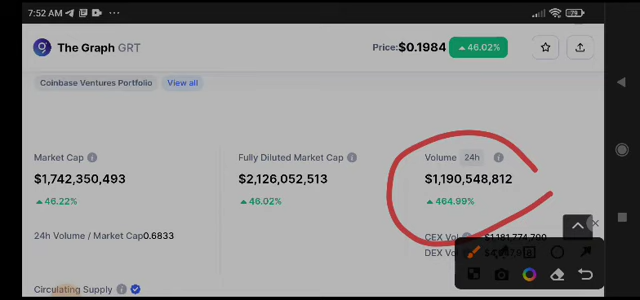 7:52 AM
79
The Graph GRT
Price:$0.1984 ▲46.02%
Coinbase Ventures Portfolio View all
Market Cap
Fully Diluted Market Cap
Volume 24h
$1,742,350,493
$2,126,052,513
$1,190,548,812
▲46.22%
▲46.02%
▲464.99%
24h Volume / Market Cap0.6833
CEX Vol
DEX Vol
Circulating Supply